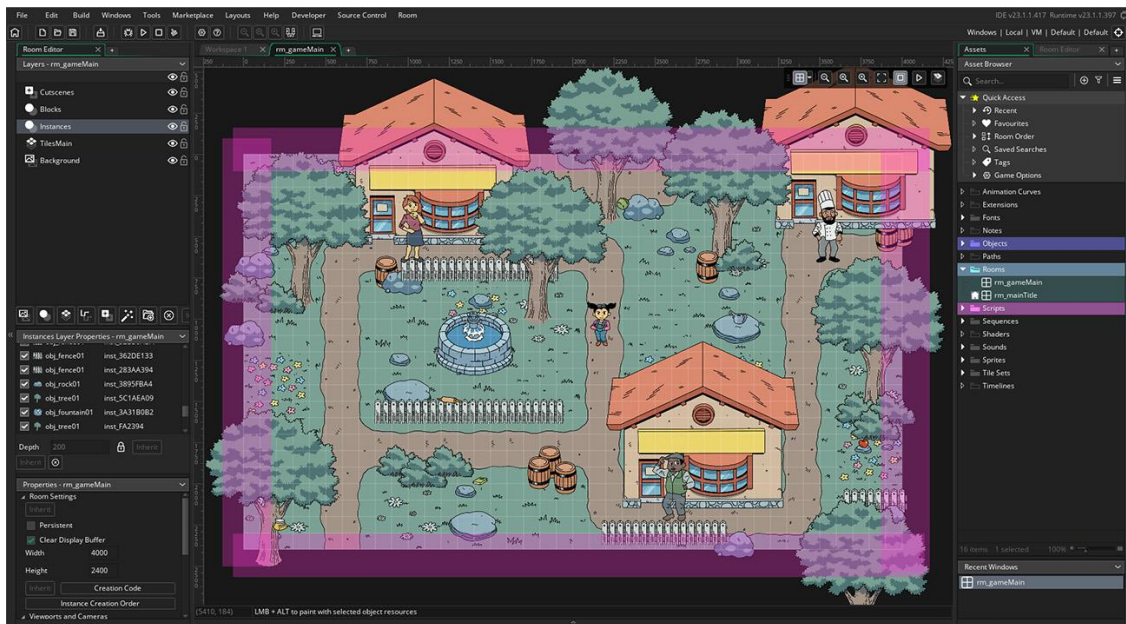 File Edit Build Windows Tools Marketplace Layouts Help Developer Source Control Room
IDE v23.1.1.417 Runtime v23.1.1.397
Windows | Local | VM | Default | Default
Room Editor
Layers - rm_gameMain
Cutscenes
Blocks
Instances
TilesMain
Background
Instances Layer Properties - rm_gameMain
obj_fence01 inst_362DE133
obj_fence01 inst_283AA394
obj_rock01 inst_3895FBA4
obj_tree01 inst_5C1AEA09
obj_fountain01 inst_3A31B0B2
obj_tree01 inst_FA2394
Depth 200 Inherit
Inherit
Properties - rm_gameMain
Room Settings
Inherit
Persistent
Clear Display Buffer
Width 4000
Height 2400
Inherit Creation Code
Instance Creation Order
Viewports and Cameras
Workspace 1 rm_gameMain
(5410, 184) LMB + ALT to paint with selected object resources
Assets Room Editor
Asset Browser
Search...
Quick Access
Recent
Favourites
Room Order
Saved Searches
Tags
Game Options
Animation Curves
Extensions
Fonts
Notes
Objects
Paths
Rooms
rm_gameMain
rm_mainTitle
Scripts
Sequences
Shaders
Sounds
Sprites
Tile Sets
Timelines
16 items 1 selected 100%
Recent Windows
rm_gameMain